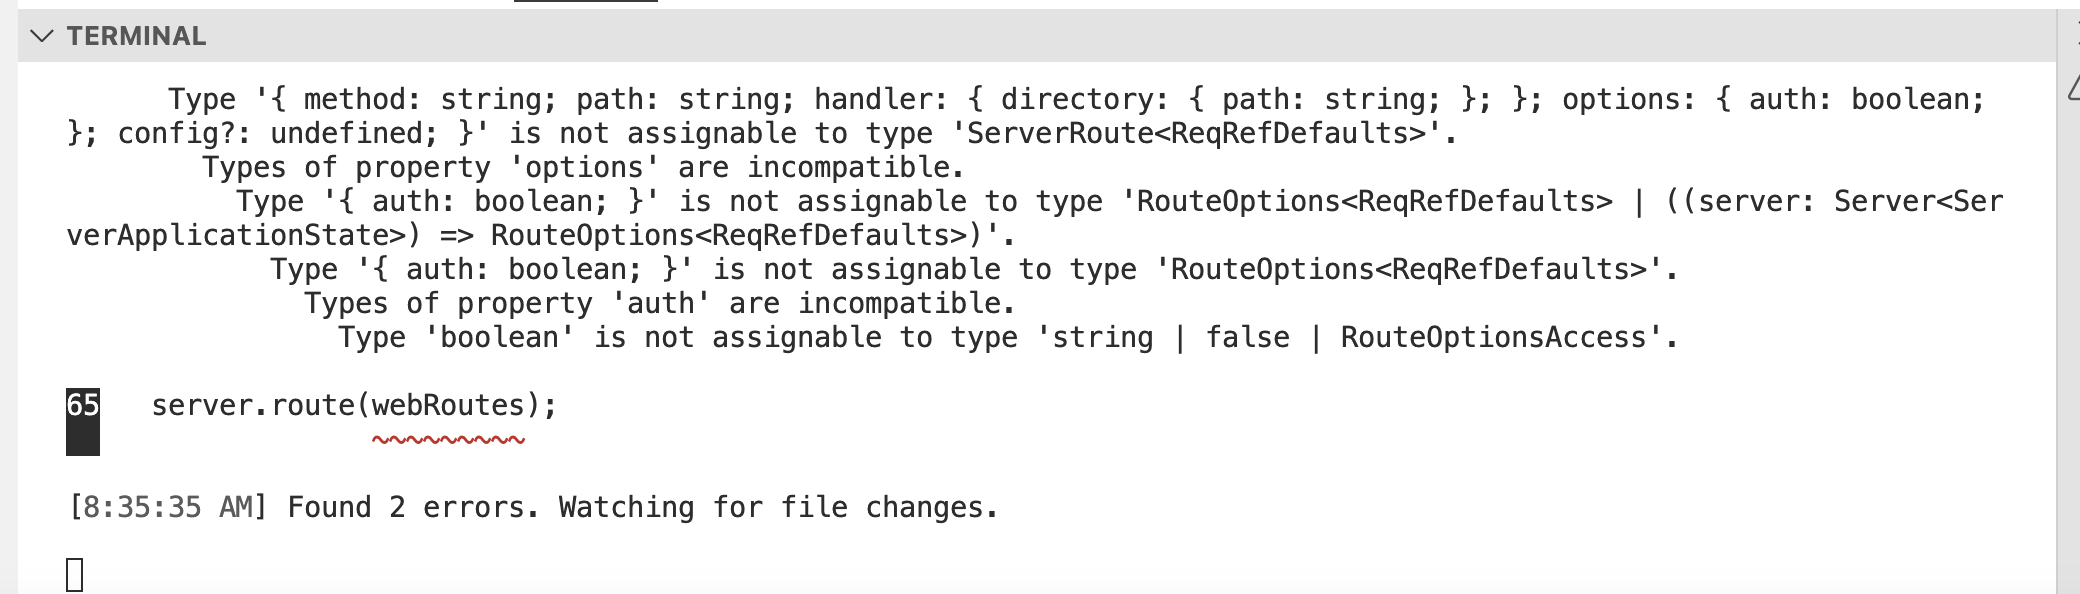 TERMINAL
Type '{ method: string; path: string; handler: { directory: { path: string; }; }; options: { auth: boolean;
}; config?: undefined; }' is not assignable to type 'ServerRoute<ReqRefDefaults>'.
Types of property 'options' are incompatible.
Type '{ auth: boolean; }' is not assignable to type 'RouteOptions<ReqRefDefaults> | ((server: Server<Ser
verApplicationState>) => RouteOptions<ReqRefDefaults>)'.
Type '{ auth: boolean; }' is not assignable to type 'RouteOptions<ReqRefDefaults>'.
Types of property 'auth' are incompatible.
Type 'boolean' is not assignable to type 'string | false | RouteOptionsAccess'.
65 server.route(webRoutes);
[8:35:35 AM] Found 2 errors. Watching for file changes.